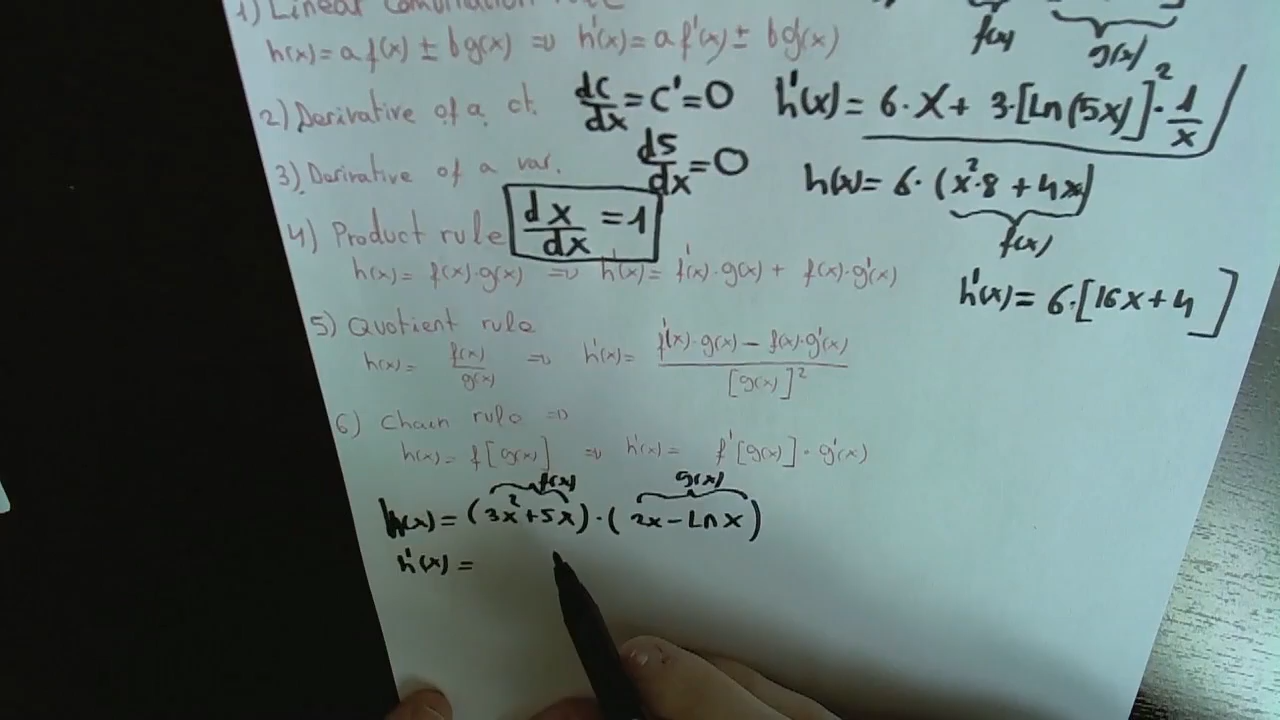 1) Linear Combination rule
h(x) = a f(x) ± b g(x) ⇒ h'(x) = a f'(x) ± b g'(x)
2) Derivative of a ct. dc/dx = c' = 0
ds/dx = 0
3) Derivative of a var. dx/dx = 1
4) Product rule
h(x) = f(x)·g(x) ⇒ h'(x) = f'(x)·g(x) + f(x)·g'(x)
5) Quotient rule
h(x) = f(x)/g(x) ⇒ h'(x) = f'(x)·g(x) − f(x)·g'(x) / [g(x)]²
6) Chain rule ⇒
h(x) = f[g(x)] ⇒ h'(x) = f'[g(x)]·g'(x)
f(x) g(x)
h(x) = (3x²+5x)·(2x−Ln x)
h'(x) =
f(x) g(x)
h'(x) = 6·x + 3·[Ln(5x)]²·1/x
h(x) = 6·(x²·8 + 4x)
f(x)
h'(x) = 6·[16x+4]